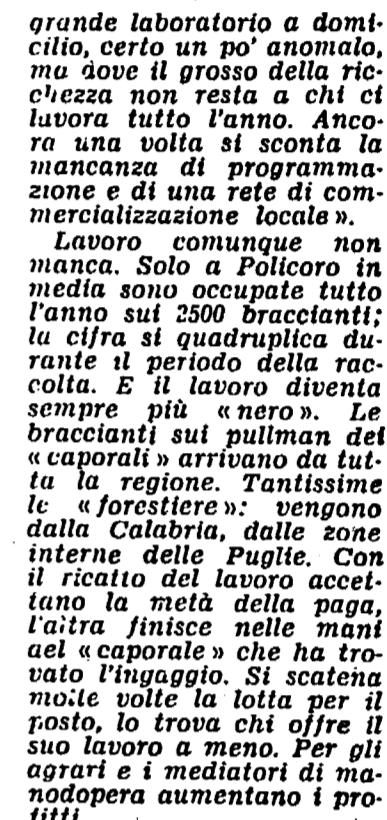 grande laboratorio a domi-
cilio, certo un po' anomalo,
ma dove il grosso della ric-
chezza non resta a chi ci
lavora tutto l'anno. Anco-
ra una volta si sconta la
mancanza di programma-
zione e di una rete di com-
mercializzazione locale».
Lavoro comunque non
manca. Solo a Policoro in
media sono occupate tutto
l'anno sui 2500 braccianti;
la cifra si quadruplica du-
rante il periodo della rac-
colta. E il lavoro diventa
sempre più «nero». Le
braccianti sui pullman dei
«caporali» arrivano da tut-
ta la regione. Tantissime
le «forestiere»: vengono
dalla Calabria, dalle zone
interne delle Puglie. Con
il ricatto del lavoro accet-
tano la metà della paga,
l'altra finisce nelle mani
del «caporale» che ha tro-
vato l'ingaggio. Si scatena
molte volte la lotta per il
posto, lo trova chi offre il
suo lavoro a meno. Per gli
agrari e i mediatori di ma-
nodopera aumentano i pro-
fitti.